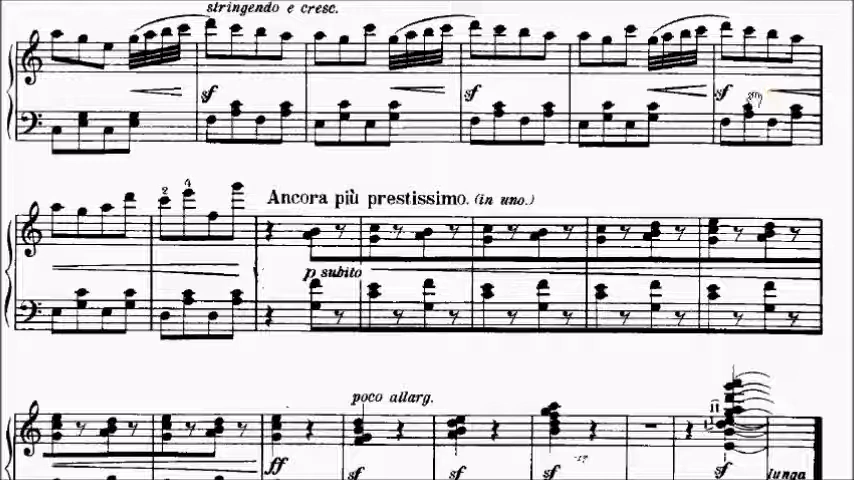 stringendo e cresc.
sf sf sf
2 4
Ancora più prestissimo. (in uno.)
p subito
poco allarg.
ff sf sf sf sf
lunga